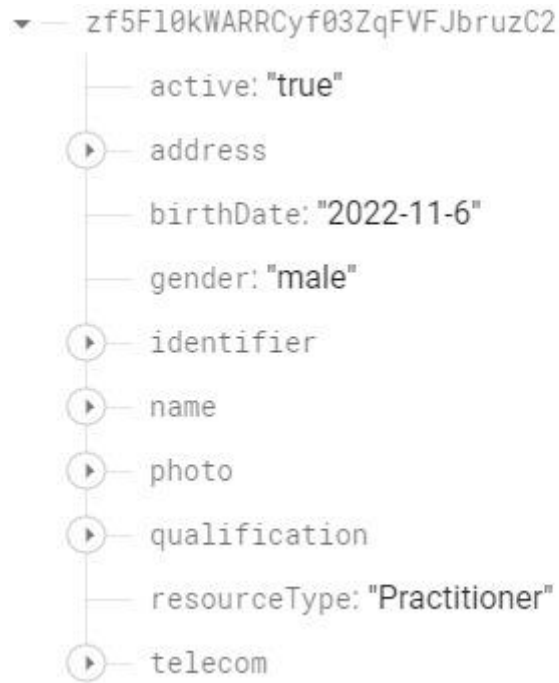 zf5Fl0kWARRCyf03ZqFVFJbruzC2
active: "true"
address
birthDate: "2022-11-6"
gender: "male"
identifier
name
photo
qualification
resourceType: "Practitioner"
telecom